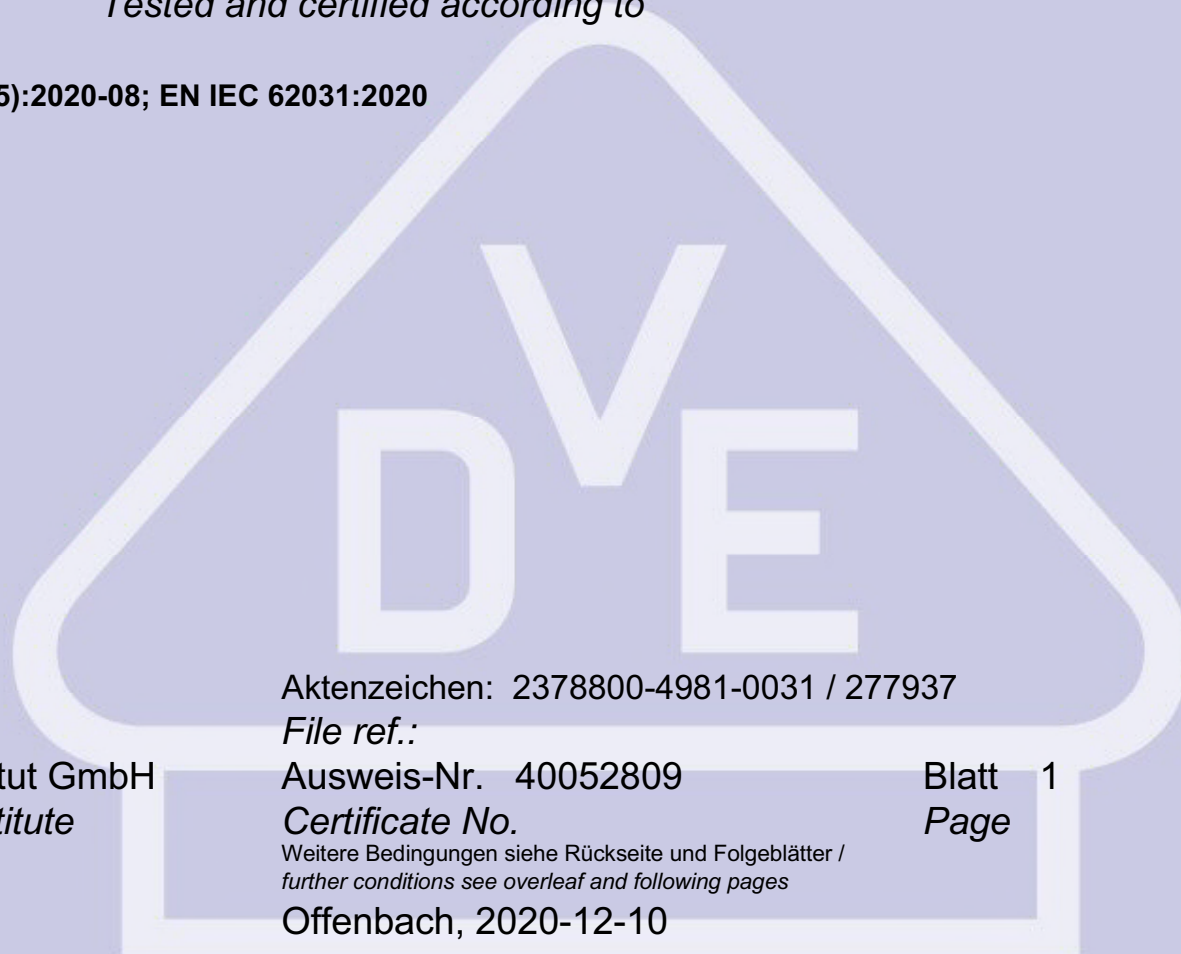 Tested and certified according to
5):2020-08; EN IEC 62031:2020
V
D E
Aktenzeichen: 2378800-4981-0031 / 277937
File ref.:
tut GmbH Ausweis-Nr. 40052809 Blatt 1
titute Certificate No. Page
Weitere Bedingungen siehe Rückseite und Folgeblätter /
further conditions see overleaf and following pages
Offenbach, 2020-12-10